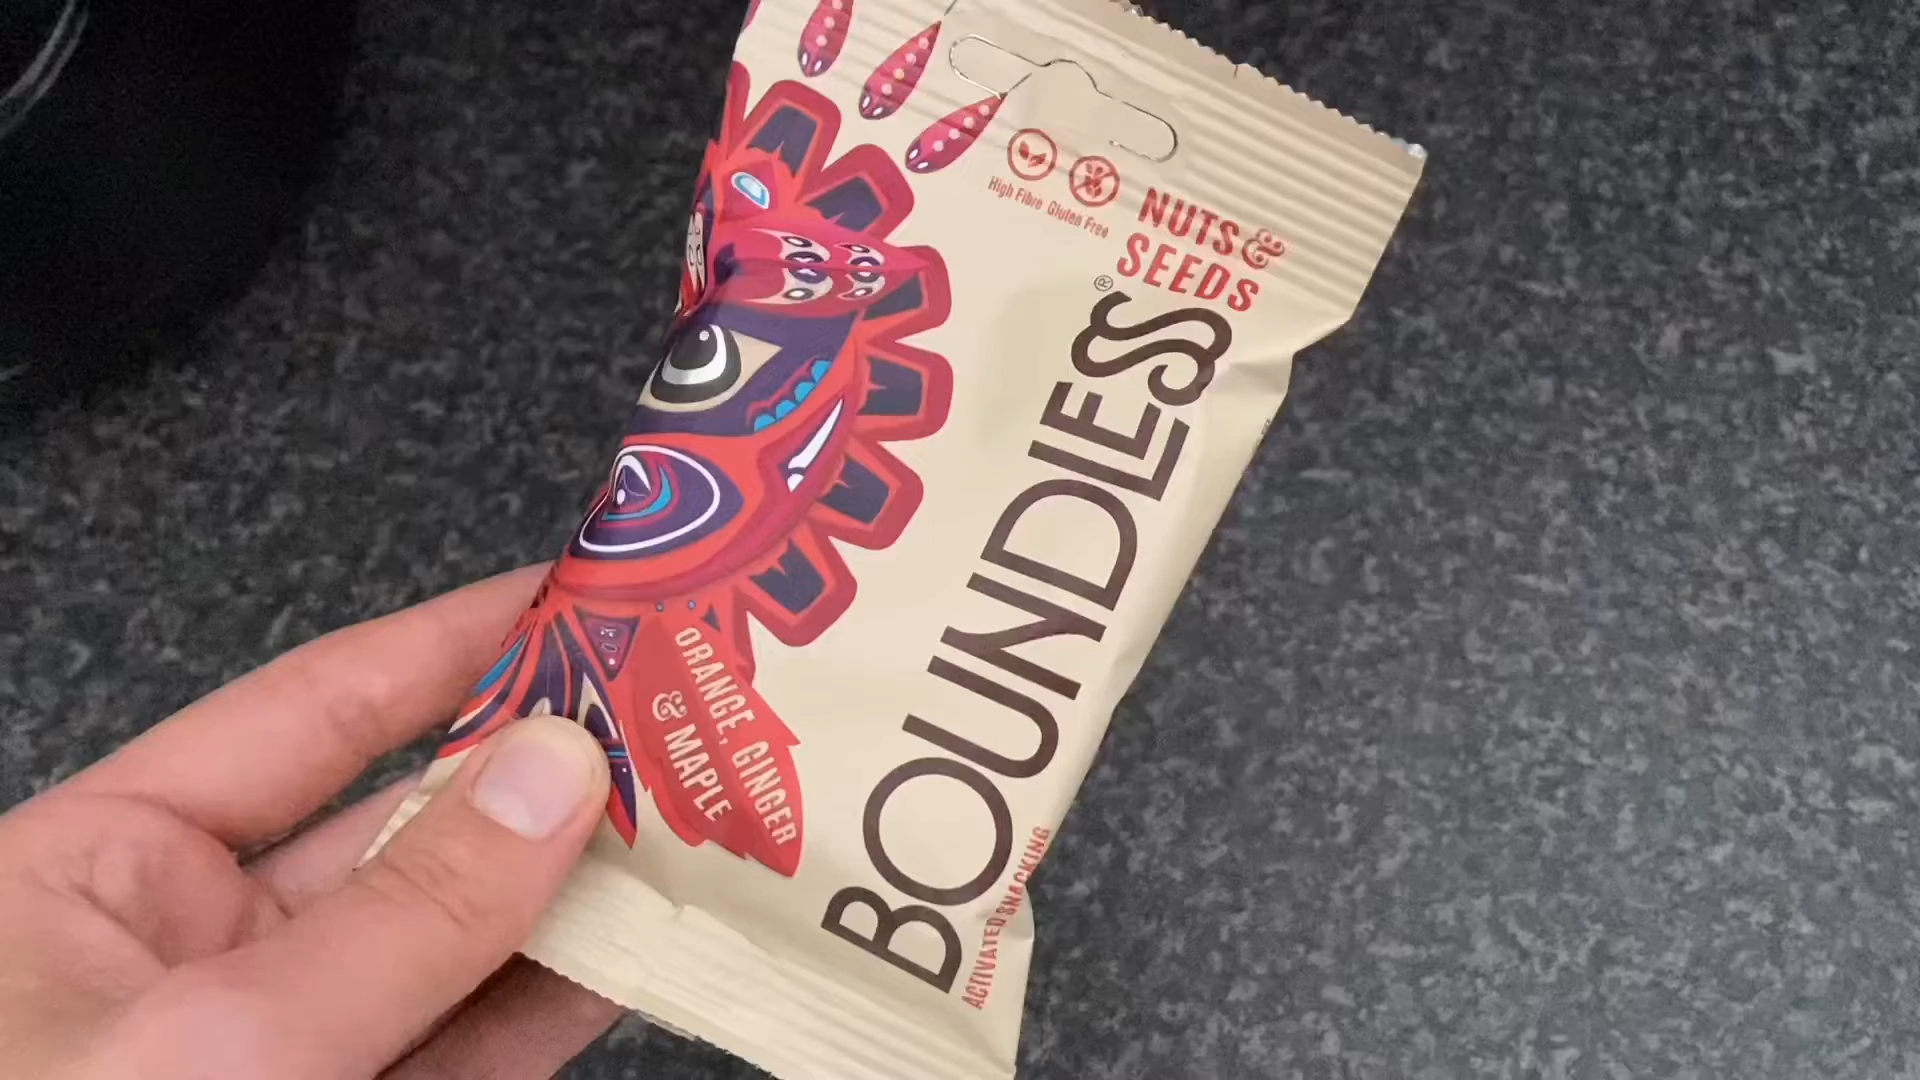 High Fibre
Gluten Free
NUTS &
SEEDS
BOUNDLESS®
ACTIVATED SNACKING
ORANGE, GINGER
& MAPLE